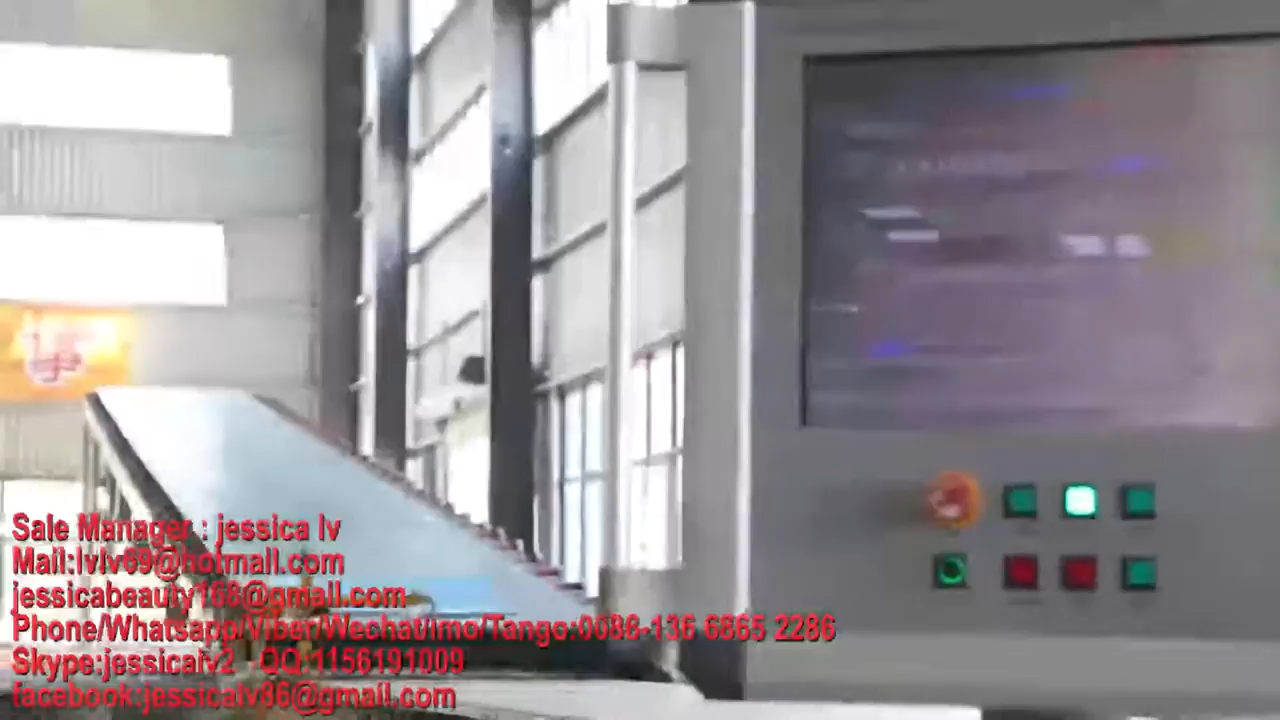 Sale Manager : jessica lv
Mail:lvlv69@hotmail.com
jessicabeauty168@gmail.com
Phone/Whatsapp/Viber/Wechat/imo/Tango:0086-136 6865 2286
Skype:jessicalv2 QQ:1156191009
facebook:jessicalv86@gmail.com